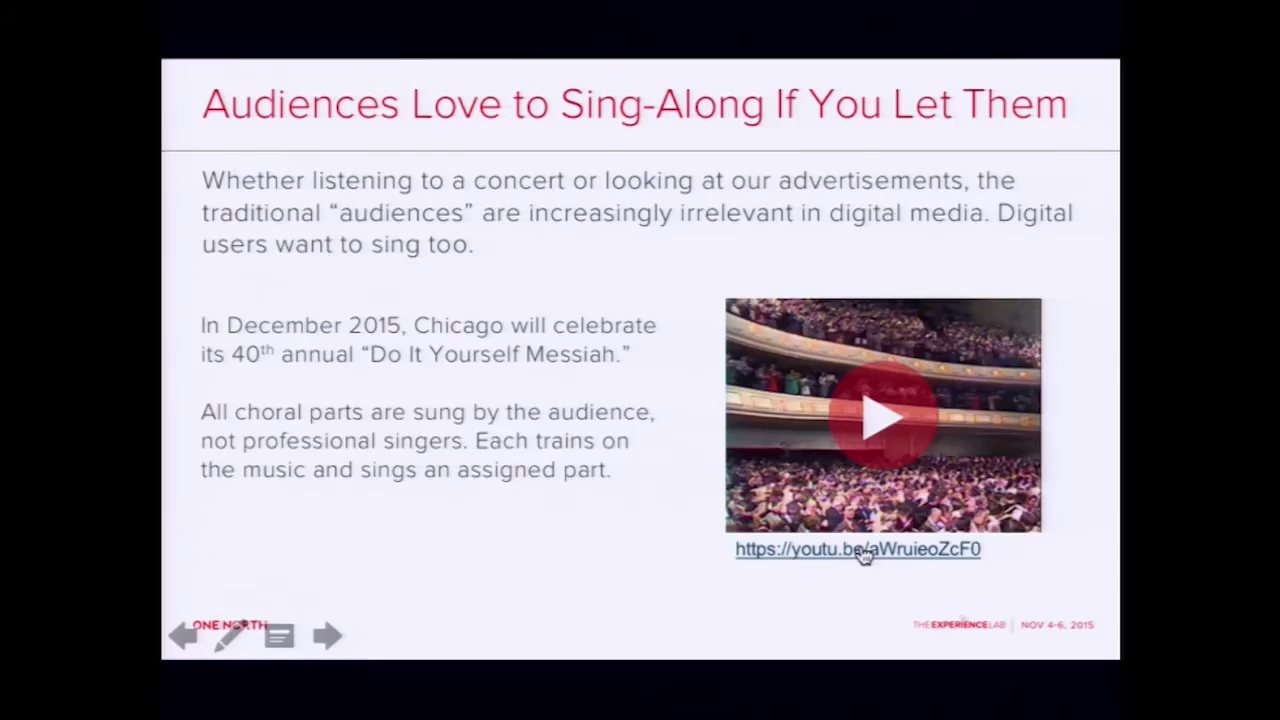 Audiences Love to Sing-Along If You Let Them
Whether listening to a concert or looking at our advertisements, the
traditional “audiences” are increasingly irrelevant in digital media. Digital
users want to sing too.
In December 2015, Chicago will celebrate
its 40th annual “Do It Yourself Messiah.”
All choral parts are sung by the audience,
not professional singers. Each trains on
the music and sings an assigned part.
https://youtu.be/aWruieoZcF0
ONE NORTH
THE EXPERIENCE LAB | NOV 4-6, 2015